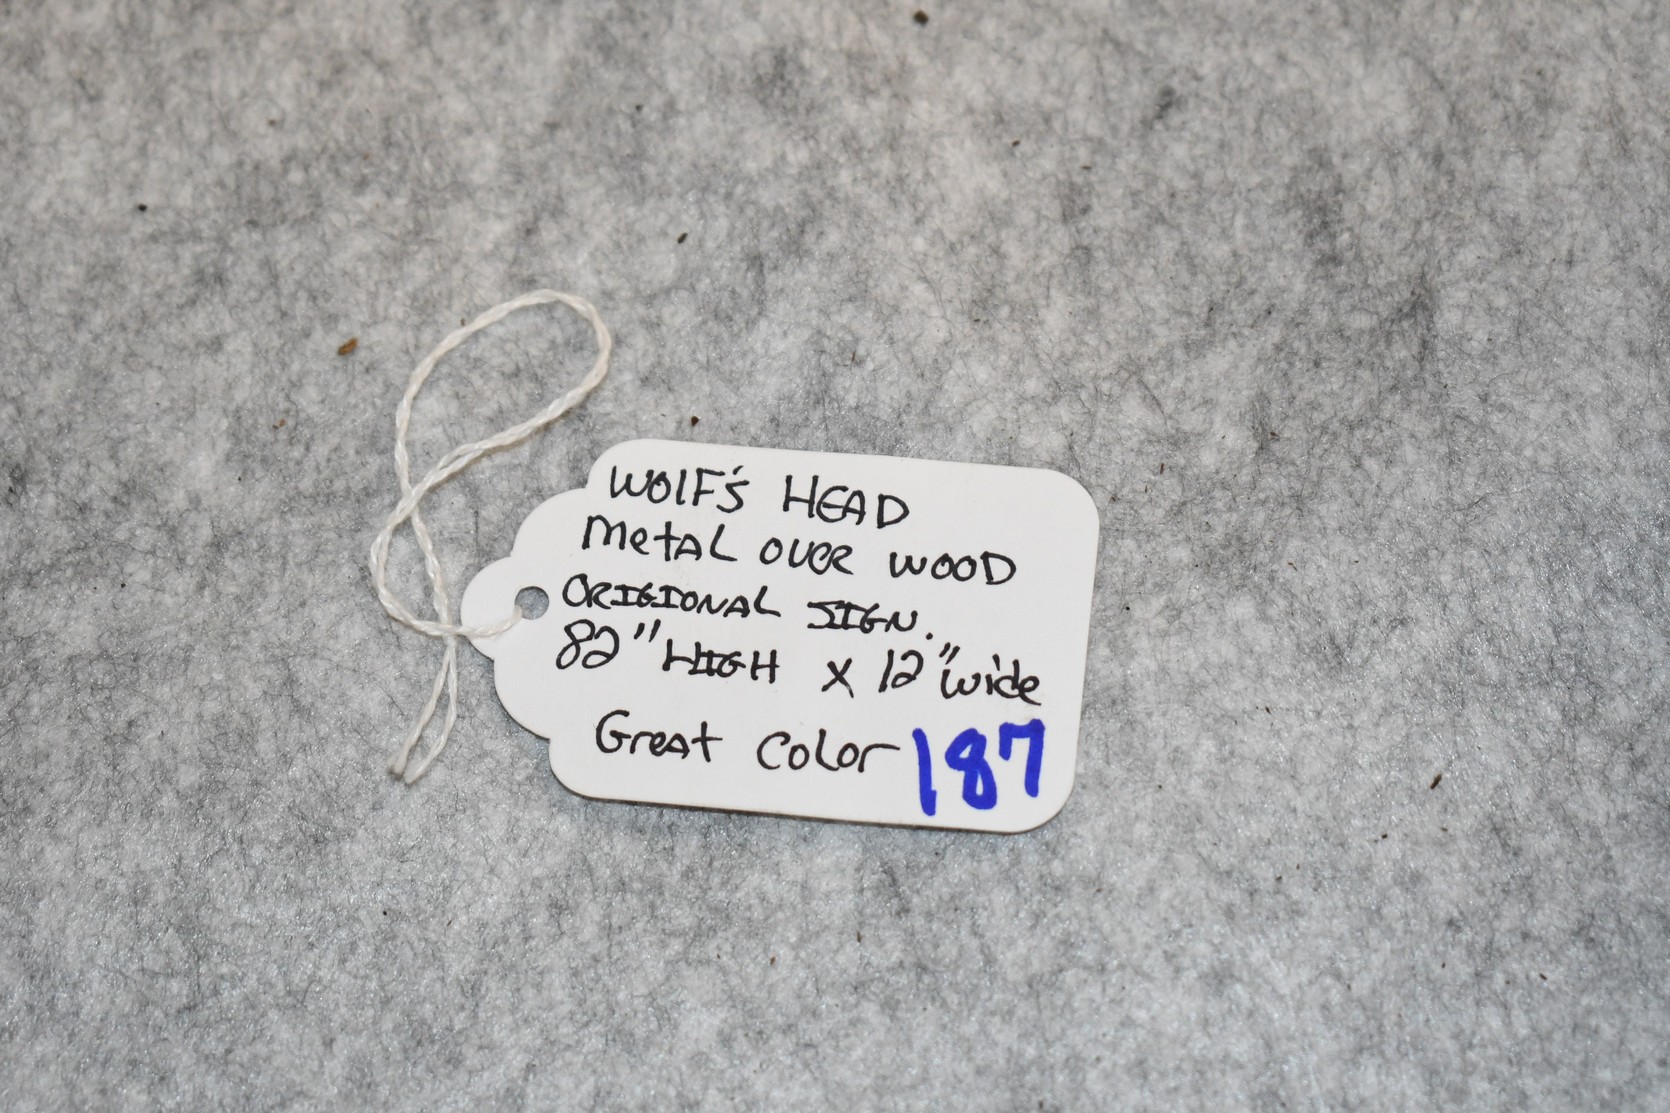 WOlF's HEAD
metAL OVER WOOD
ORIGIONAL SIGN.
82" HIGH X 12" wide
Great Color 187